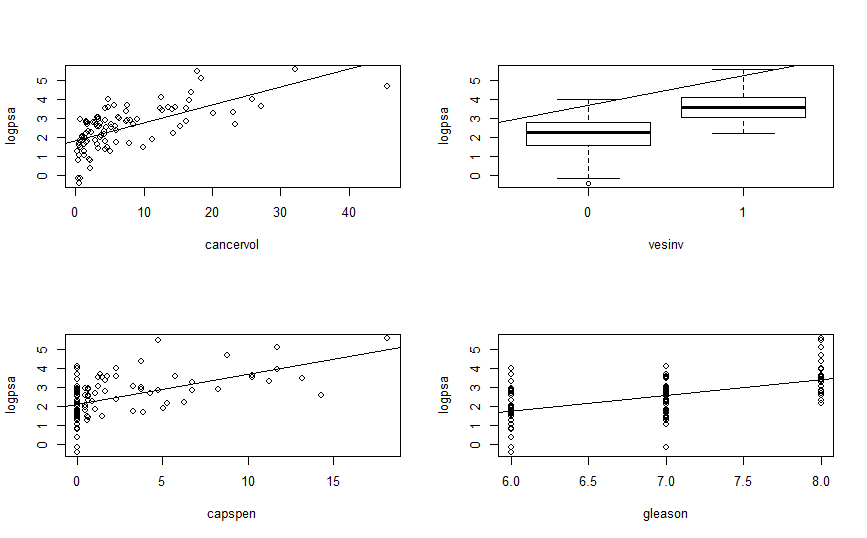 logpsa
0 1 2 3 4 5
0 10 20 30 40
cancervol
logpsa
0 1 2 3 4 5
0 1
vesinv
logpsa
0 1 2 3 4 5
0 5 10 15
capspen
logpsa
0 1 2 3 4 5
6.0 6.5 7.0 7.5 8.0
gleason